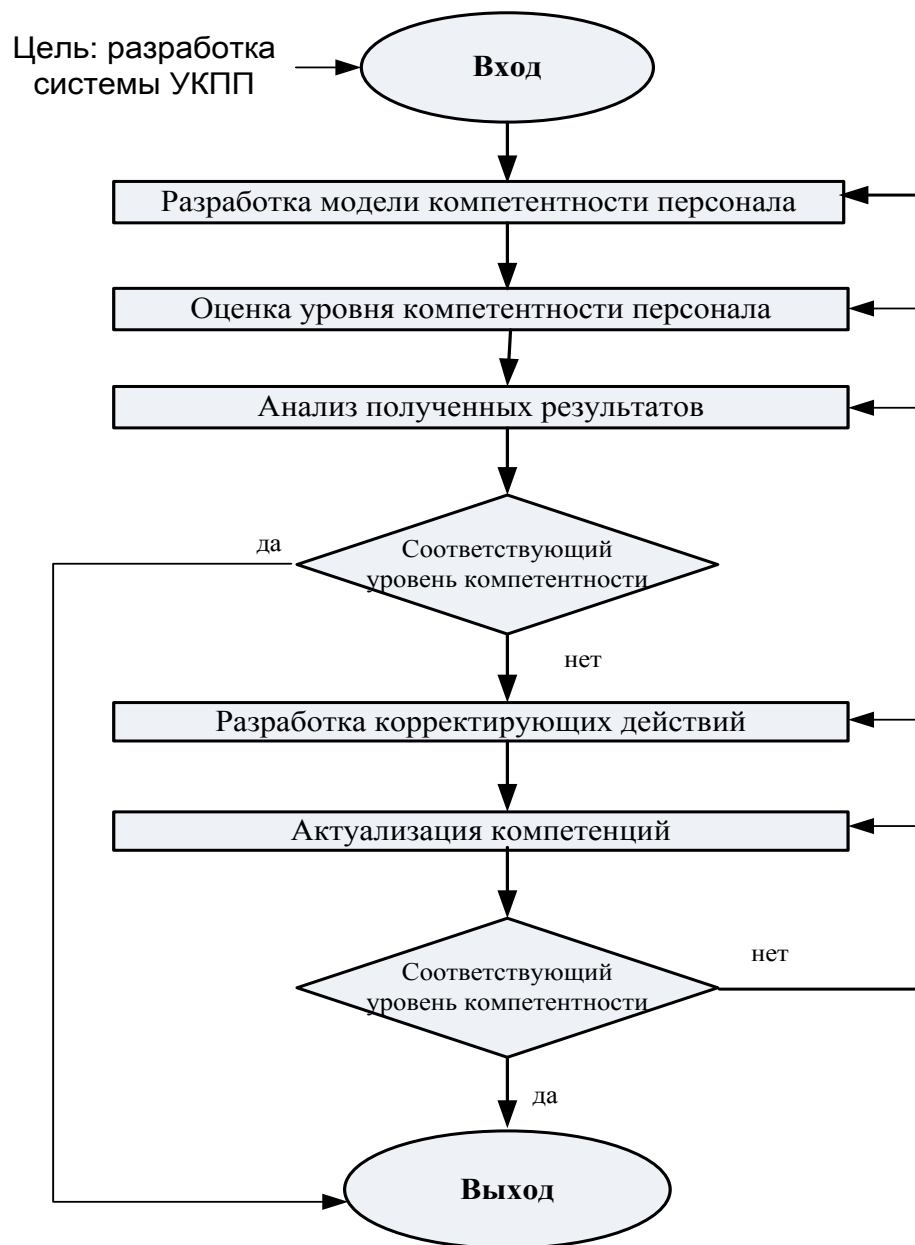 Цель: разработка
системы УКПП
Вход
Разработка модели компетентности персонала
Оценка уровня компетентности персонала
Анализ полученных результатов
да
Соответствующий
уровень компетентности
нет
Разработка корректирующих действий
Актуализация компетенций
Соответствующий
уровень компетентности
нет
да
Выход